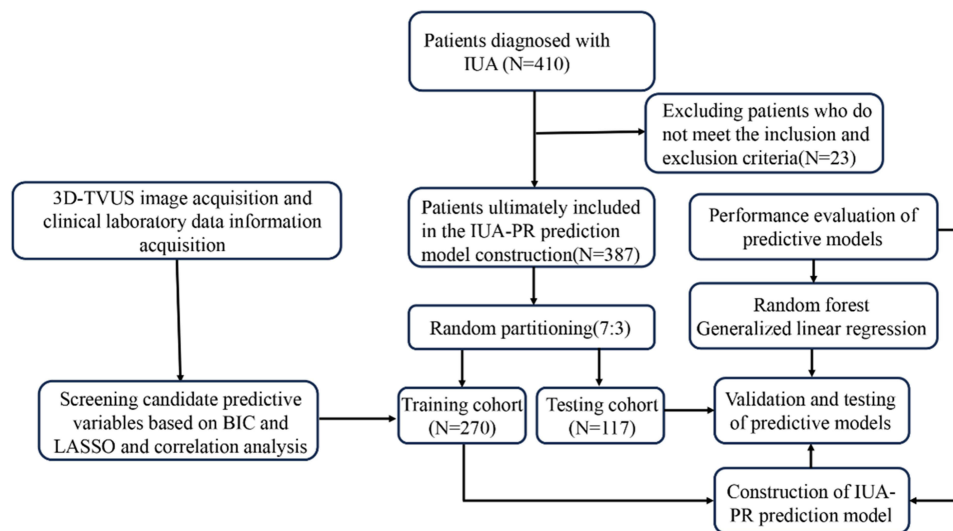 Patients diagnosed with
IUA (N=410)
Excluding patients who do
not meet the inclusion and
exclusion criteria(N=23)
3D-TVUS image acquisition and
clinical laboratory data information
acquisition
Patients ultimately included
in the IUA-PR prediction
model construction(N=387)
Performance evaluation of
predictive models
Random partitioning(7:3)
Random forest
Generalized linear regression
Screening candidate predictive
variables based on BIC and
LASSO and correlation analysis
Training cohort
(N=270)
Testing cohort
(N=117)
Validation and testing
of predictive models
Construction of IUA-
PR prediction model